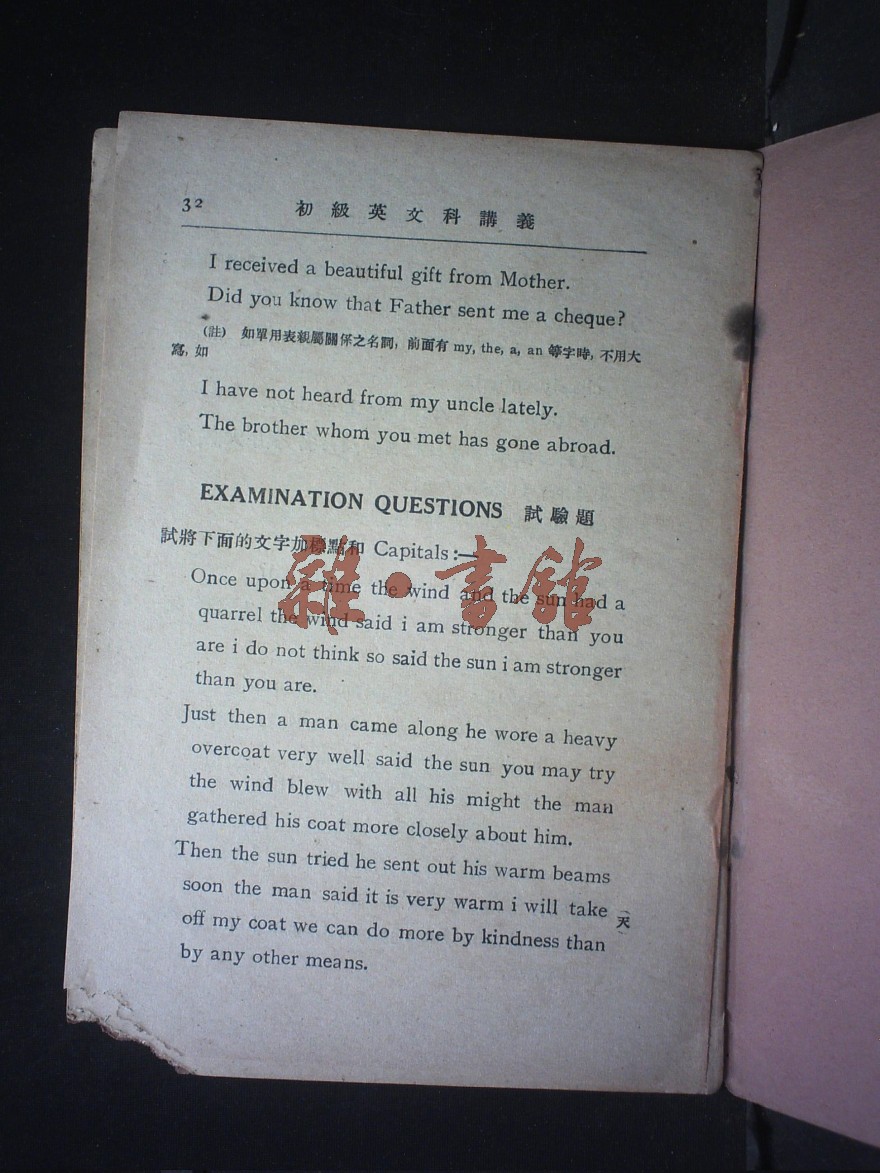 32 初級英文科講義
I received a beautiful gift from Mother.
Did you know that Father sent me a cheque?
(註) 如單用表親屬關係之名詞, 前面有 my, the, a, an 等字時, 不用大
寫, 如
I have not heard from my uncle lately.
The brother whom you met has gone abroad.
EXAMINATION QUESTIONS 試驗題
試將下面的文字加標點和 Capitals:—
Once upon a time the wind and the sun had a
quarrel the wind said i am stronger than you
are i do not think so said the sun i am stronger
than you are.
Just then a man came along he wore a heavy
overcoat very well said the sun you may try
the wind blew with all his might the man
gathered his coat more closely about him.
Then the sun tried he sent out his warm beams
soon the man said it is very warm i will take
off my coat we can do more by kindness than
by any other means.
(天)
雜·書館